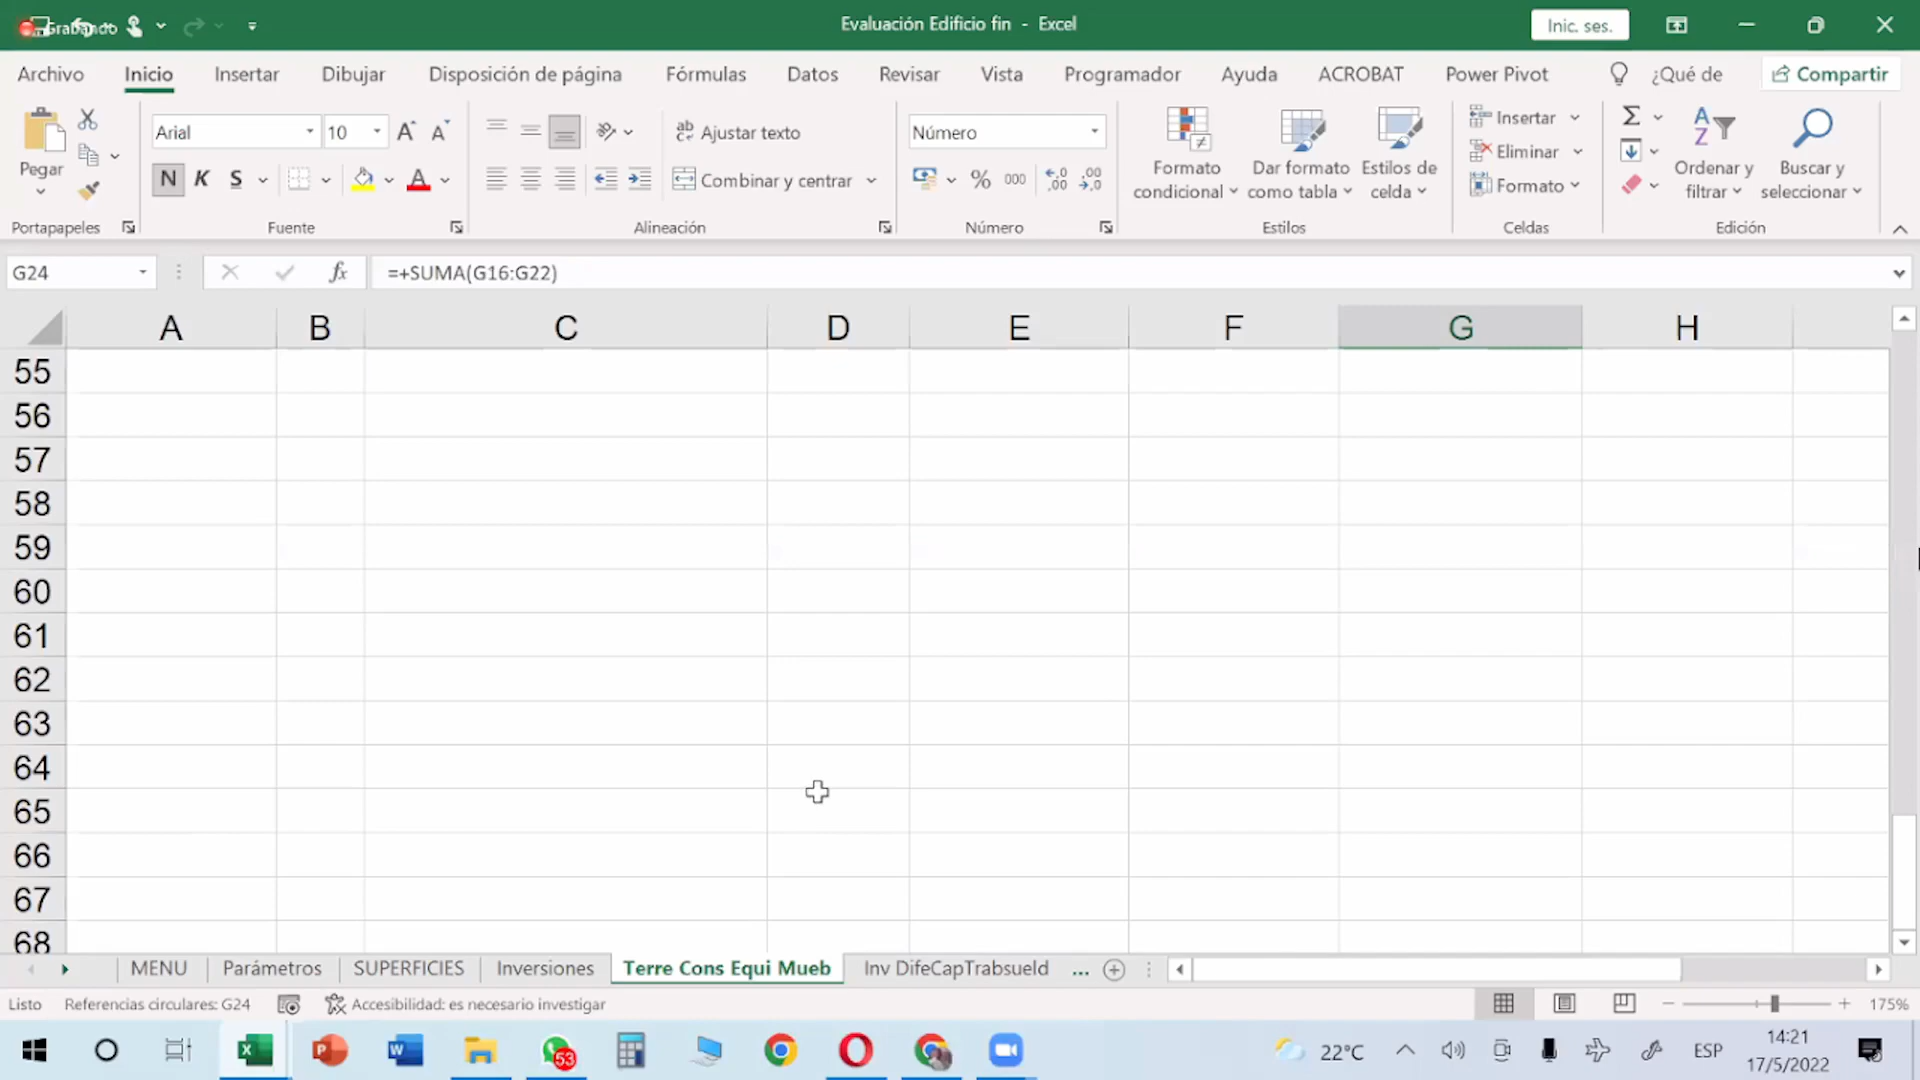 Grabando
Evaluación Edificio fin - Excel
Inic. ses.
Archivo Inicio Insertar Dibujar Disposición de página Fórmulas Datos Revisar Vista Programador Ayuda ACROBAT Power Pivot ¿Qué de Compartir
Pegar
Portapapeles
Arial 10
N K S
Fuente
Ajustar texto
Combinar y centrar
Alineación
Número
% 000
Número
Formato condicional
Dar formato como tabla
Estilos de celda
Estilos
Insertar
Eliminar
Formato
Celdas
Ordenar y filtrar
Buscar y seleccionar
Edición
G24 fx =+SUMA(G16:G22)
A B C D E F G H
55
56
57
58
59
60
61
62
63
64
65
66
67
68
MENU Parámetros SUPERFICIES Inversiones Terre Cons Equi Mueb Inv DifeCapTrabsueld ...
Listo Referencias circulares: G24 Accesibilidad: es necesario investigar 175%
53 22°C ESP 14:21
17/5/2022